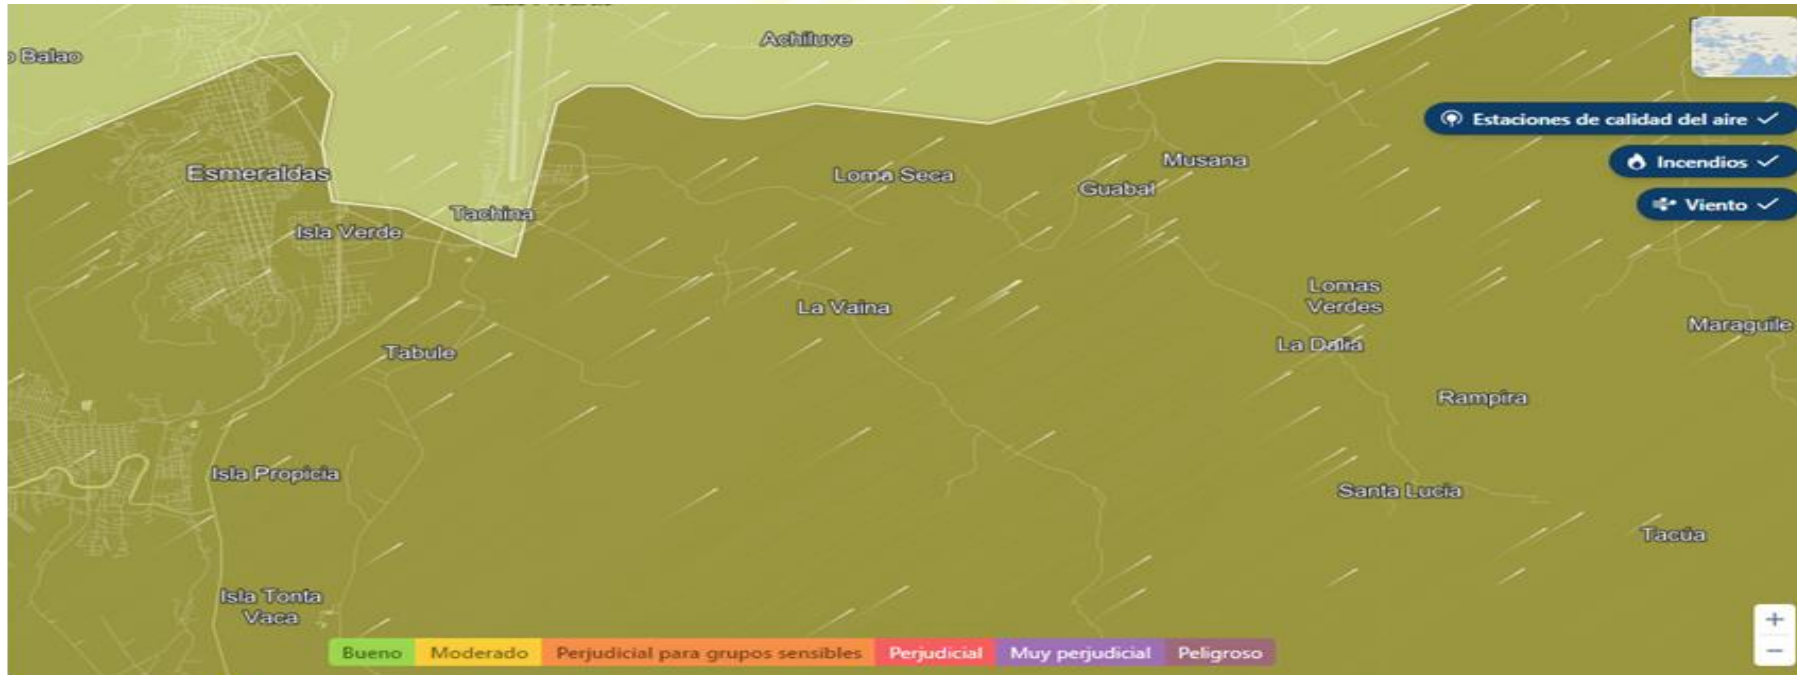 Achiluve
Balao
Estaciones de calidad del aire
Esmeraldas
Loma Seca
Musana
Incendios
Guabal
Viento
Tachina
Isla Verde
La Vaina
Lomas
Verdes
Maraguile
Tabule
La Dalia
Rampira
Isla Propicia
Santa Lucia
Tacúa
Isla Tonta
Vaca
Bueno Moderado Perjudicial para grupos sensibles Perjudicial Muy perjudicial Peligroso
+
−